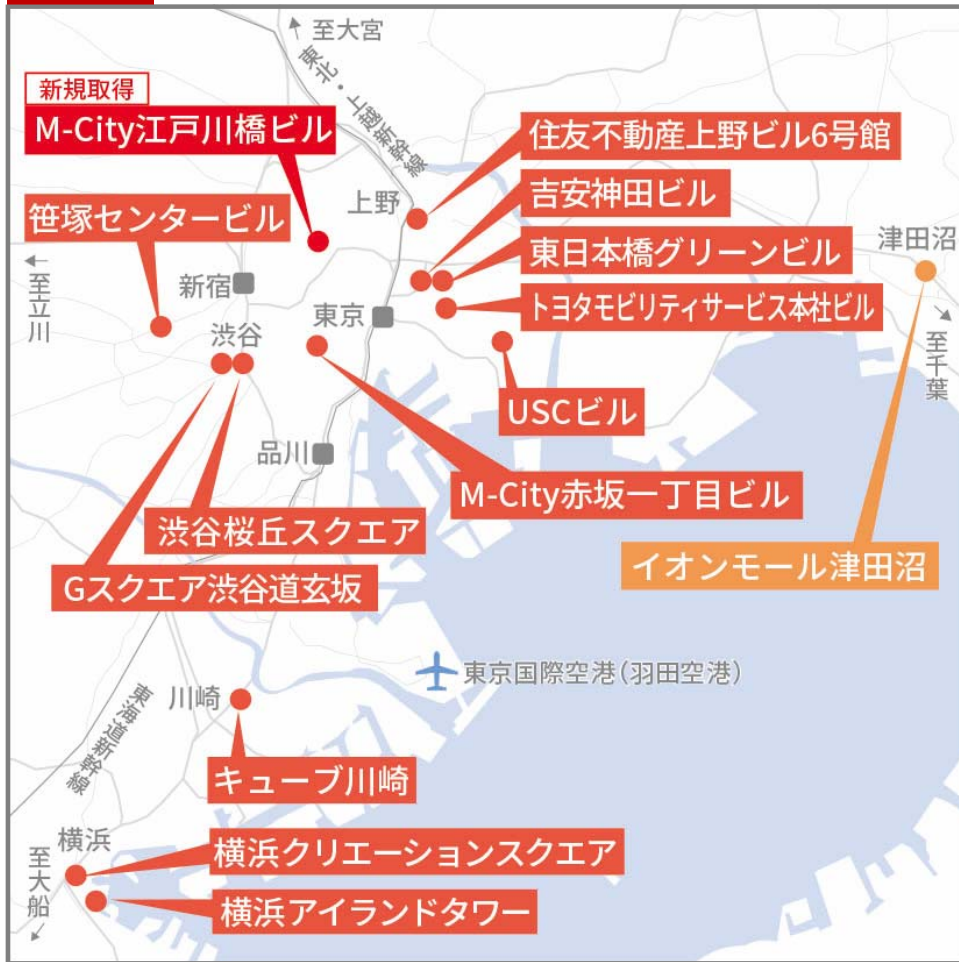 至大宮
東北・上越新幹線
新規取得
M-City江戸川橋ビル
住友不動産上野ビル6号館
上野
吉安神田ビル
笹塚センタービル
東日本橋グリーンビル
津田沼
至立川
新宿
東京
トヨタモビリティサービス本社ビル
渋谷
至千葉
USCビル
品川
M-City赤坂一丁目ビル
渋谷桜丘スクエア
イオンモール津田沼
Gスクエア渋谷道玄坂
東京国際空港(羽田空港)
川崎
東海道新幹線
キューブ川崎
横浜
横浜クリエーションスクエア
至大船
横浜アイランドタワー